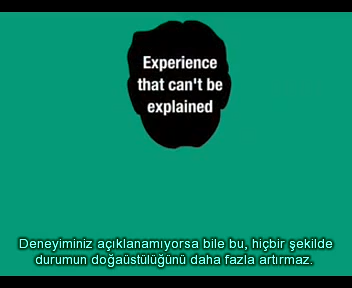 Experience
that can't be
explained
Deneyiminiz açıklanamıyorsa bile bu, hiçbir şekilde
durumun doğaüstülüğünü daha fazla artırmaz.